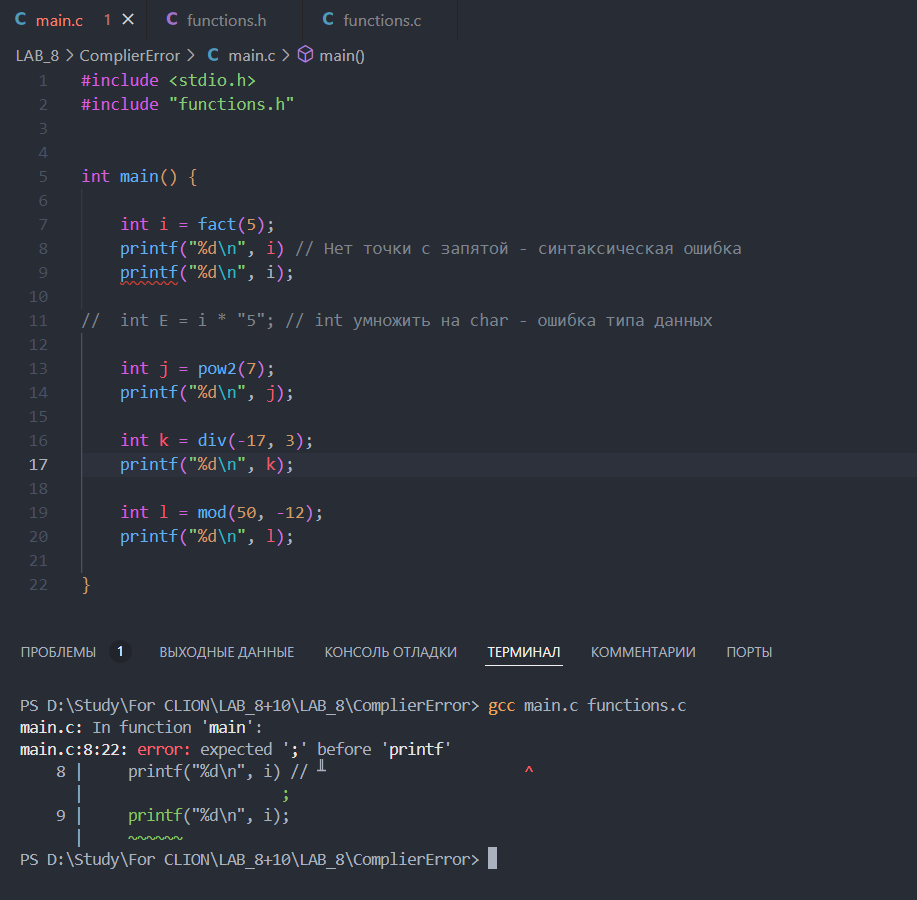 C main.c 1 × C functions.h C functions.c
LAB_8 > ComplierError > C main.c > main()
1 #include <stdio.h>
2 #include "functions.h"
3
4
5 int main() {
6
7 int i = fact(5);
8 printf("%d\n", i) // Нет точки с запятой - синтаксическая ошибка
9 printf("%d\n", i);
10
11 // int E = i * "5"; // int умножить на char - ошибка типа данных
12
13 int j = pow2(7);
14 printf("%d\n", j);
15
16 int k = div(-17, 3);
17 printf("%d\n", k);
18
19 int l = mod(50, -12);
20 printf("%d\n", l);
21
22 }
ПРОБЛЕМЫ 1 ВЫХОДНЫЕ ДАННЫЕ КОНСОЛЬ ОТЛАДКИ ТЕРМИНАЛ КОММЕНТАРИИ ПОРТЫ
PS D:\Study\For CLION\LAB_8+10\LAB_8\ComplierError> gcc main.c functions.c
main.c: In function 'main':
main.c:8:22: error: expected ';' before 'printf'
8 | printf("%d\n", i) // ╨ ^
| ;
9 | printf("%d\n", i);
| ~~~~~~
PS D:\Study\For CLION\LAB_8+10\LAB_8\ComplierError>